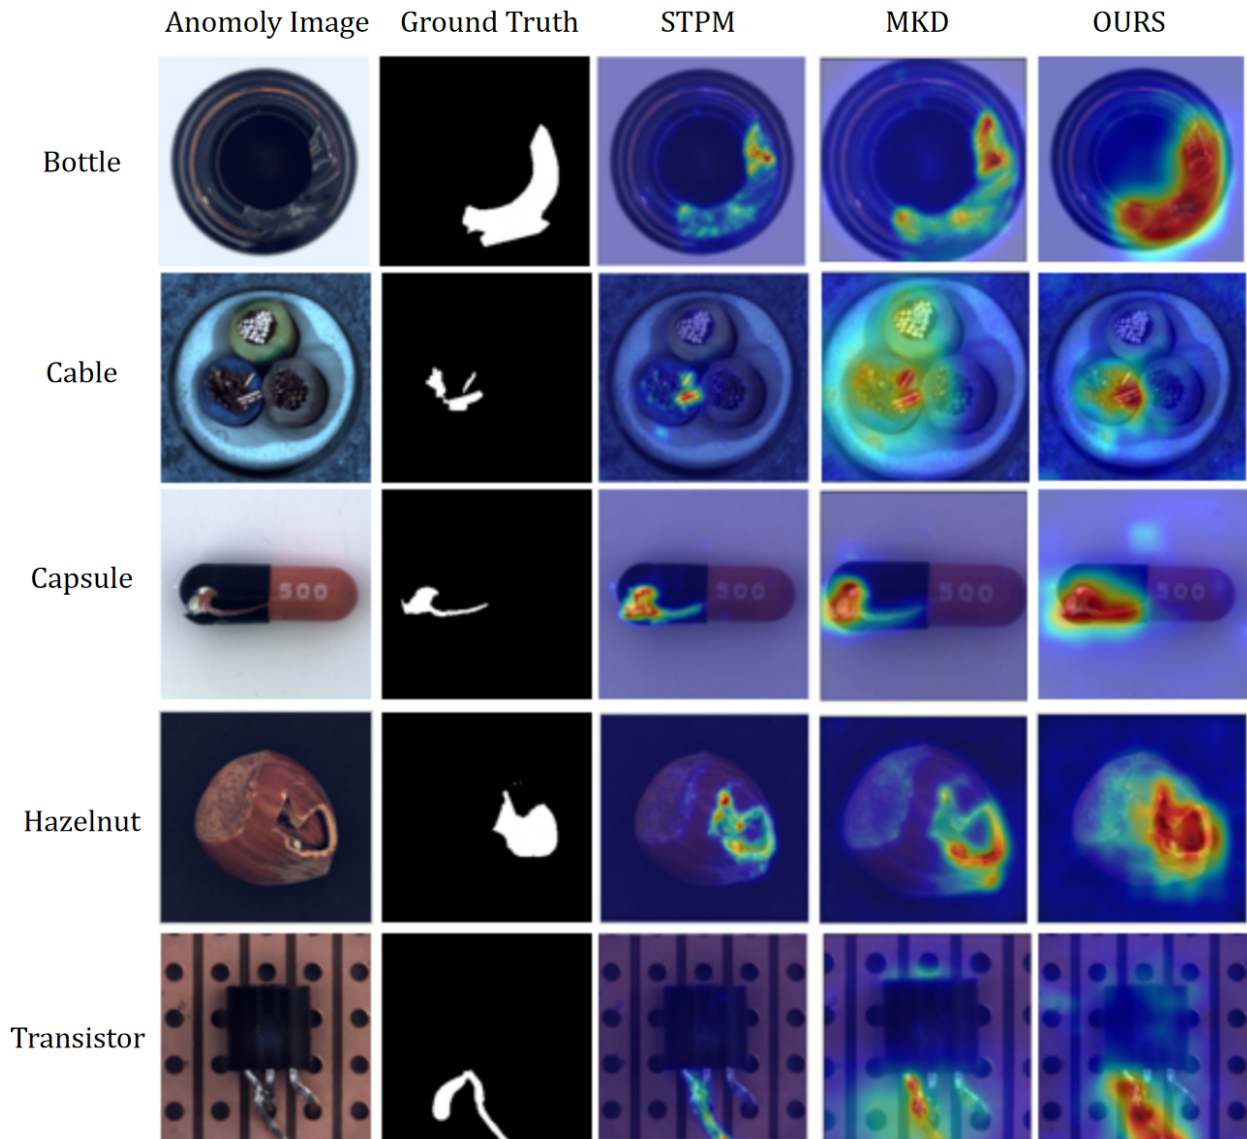 Anomoly Image Ground Truth STPM MKD OURS
Bottle
Cable
Capsule
500 500 500 500
Hazelnut
Transistor